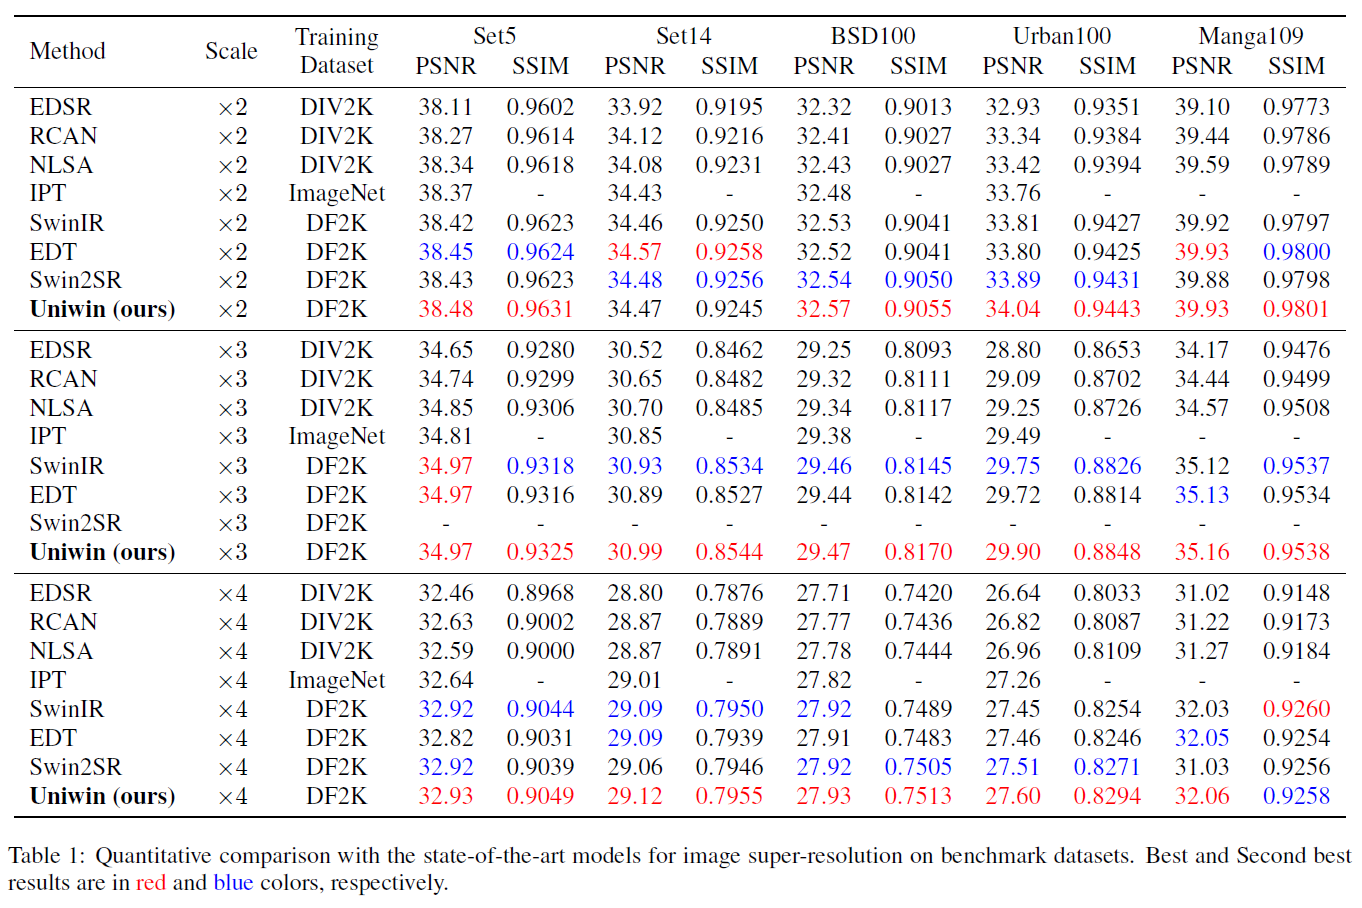 Method Scale Training Dataset Set5 Set14 BSD100 Urban100 Manga109
PSNR SSIM PSNR SSIM PSNR SSIM PSNR SSIM PSNR SSIM
EDSR ×2 DIV2K 38.11 0.9602 33.92 0.9195 32.32 0.9013 32.93 0.9351 39.10 0.9773
RCAN ×2 DIV2K 38.27 0.9614 34.12 0.9216 32.41 0.9027 33.34 0.9384 39.44 0.9786
NLSA ×2 DIV2K 38.34 0.9618 34.08 0.9231 32.43 0.9027 33.42 0.9394 39.59 0.9789
IPT ×2 ImageNet 38.37 - 34.43 - 32.48 - 33.76 - - -
SwinIR ×2 DF2K 38.42 0.9623 34.46 0.9250 32.53 0.9041 33.81 0.9427 39.92 0.9797
EDT ×2 DF2K 38.45 0.9624 34.57 0.9258 32.52 0.9041 33.80 0.9425 39.93 0.9800
Swin2SR ×2 DF2K 38.43 0.9623 34.48 0.9256 32.54 0.9050 33.89 0.9431 39.88 0.9798
Uniwin (ours) ×2 DF2K 38.48 0.9631 34.47 0.9245 32.57 0.9055 34.04 0.9443 39.93 0.9801
EDSR ×3 DIV2K 34.65 0.9280 30.52 0.8462 29.25 0.8093 28.80 0.8653 34.17 0.9476
RCAN ×3 DIV2K 34.74 0.9299 30.65 0.8482 29.32 0.8111 29.09 0.8702 34.44 0.9499
NLSA ×3 DIV2K 34.85 0.9306 30.70 0.8485 29.34 0.8117 29.25 0.8726 34.57 0.9508
IPT ×3 ImageNet 34.81 - 30.85 - 29.38 - 29.49 - - -
SwinIR ×3 DF2K 34.97 0.9318 30.93 0.8534 29.46 0.8145 29.75 0.8826 35.12 0.9537
EDT ×3 DF2K 34.97 0.9316 30.89 0.8527 29.44 0.8142 29.72 0.8814 35.13 0.9534
Swin2SR ×3 DF2K - - - - - - - - - -
Uniwin (ours) ×3 DF2K 34.97 0.9325 30.99 0.8544 29.47 0.8170 29.90 0.8848 35.16 0.9538
EDSR ×4 DIV2K 32.46 0.8968 28.80 0.7876 27.71 0.7420 26.64 0.8033 31.02 0.9148
RCAN ×4 DIV2K 32.63 0.9002 28.87 0.7889 27.77 0.7436 26.82 0.8087 31.22 0.9173
NLSA ×4 DIV2K 32.59 0.9000 28.87 0.7891 27.78 0.7444 26.96 0.8109 31.27 0.9184
IPT ×4 ImageNet 32.64 - 29.01 - 27.82 - 27.26 - - -
SwinIR ×4 DF2K 32.92 0.9044 29.09 0.7950 27.92 0.7489 27.45 0.8254 32.03 0.9260
EDT ×4 DF2K 32.82 0.9031 29.09 0.7939 27.91 0.7483 27.46 0.8246 32.05 0.9254
Swin2SR ×4 DF2K 32.92 0.9039 29.06 0.7946 27.92 0.7505 27.51 0.8271 31.03 0.9256
Uniwin (ours) ×4 DF2K 32.93 0.9049 29.12 0.7955 27.93 0.7513 27.60 0.8294 32.06 0.9258
Table 1: Quantitative comparison with the state-of-the-art models for image super-resolution on benchmark datasets. Best and Second best
results are in red and blue colors, respectively.